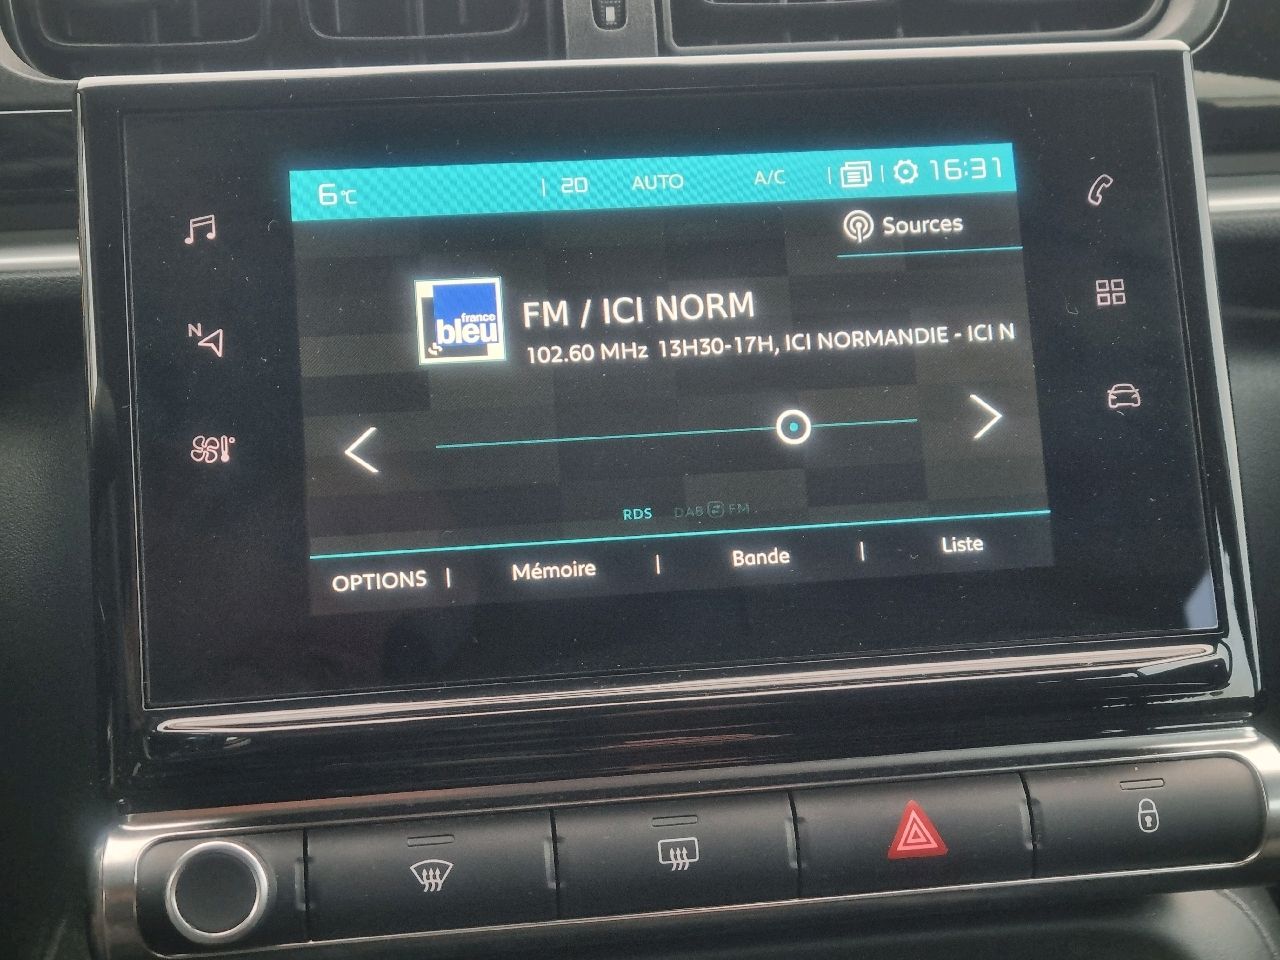 6°C | 20 AUTO A/C | | 16:31
Sources
france
bleu
FM / ICI NORM
102.60 MHz 13H30-17H, ICI NORMANDIE - ICI N
N
RDS DAB FM
OPTIONS | Mémoire | Bande | Liste